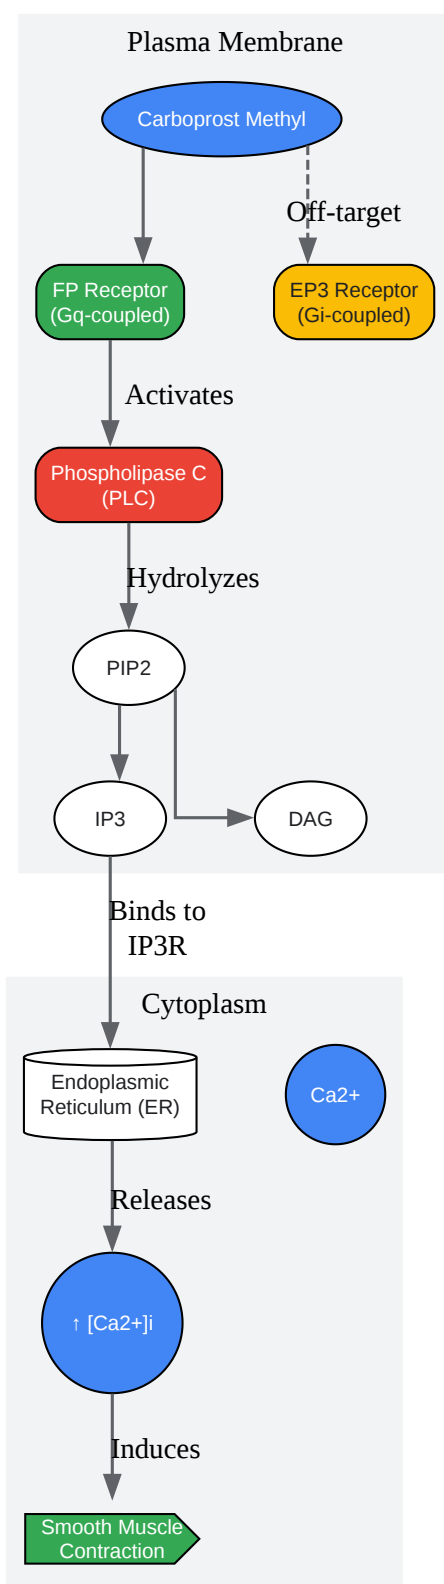 Plasma Membrane
Carboprost Methyl
Off-target
FP Receptor
(Gq-coupled)
EP3 Receptor
(Gi-coupled)
Activates
Phospholipase C
(PLC)
Hydrolyzes
PIP2
IP3
DAG
Binds to
IP3R
Cytoplasm
Endoplasmic
Reticulum (ER)
Ca2+
Releases
↑ [Ca2+]i
Induces
Smooth Muscle
Contraction